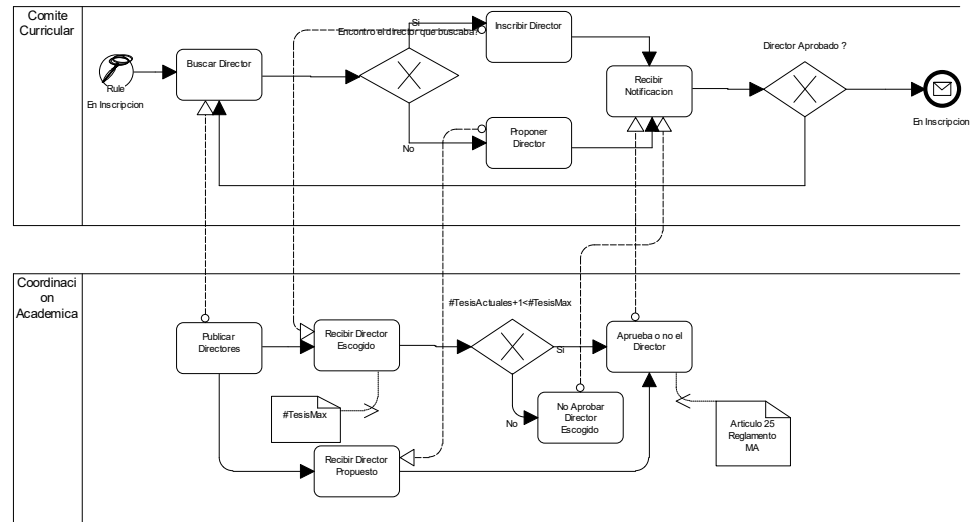 Comite
Curricular
Rule
En Inscripcion
Buscar Director
Encontro el director que buscaba?
Si
No
Inscribir Director
Proponer
Director
Recibir
Notificacion
Director Aprobado ?
En Inscripcion
Coordinaci
on
Academica
Publicar
Directores
Recibir Director
Escogido
#TesisMax
Recibir Director
Propuesto
#TesisActuales+1<#TesisMax
Si
No
No Aprobar
Director
Escogido
Aprueba o no el
Director
Articulo 25
Reglamento
MA